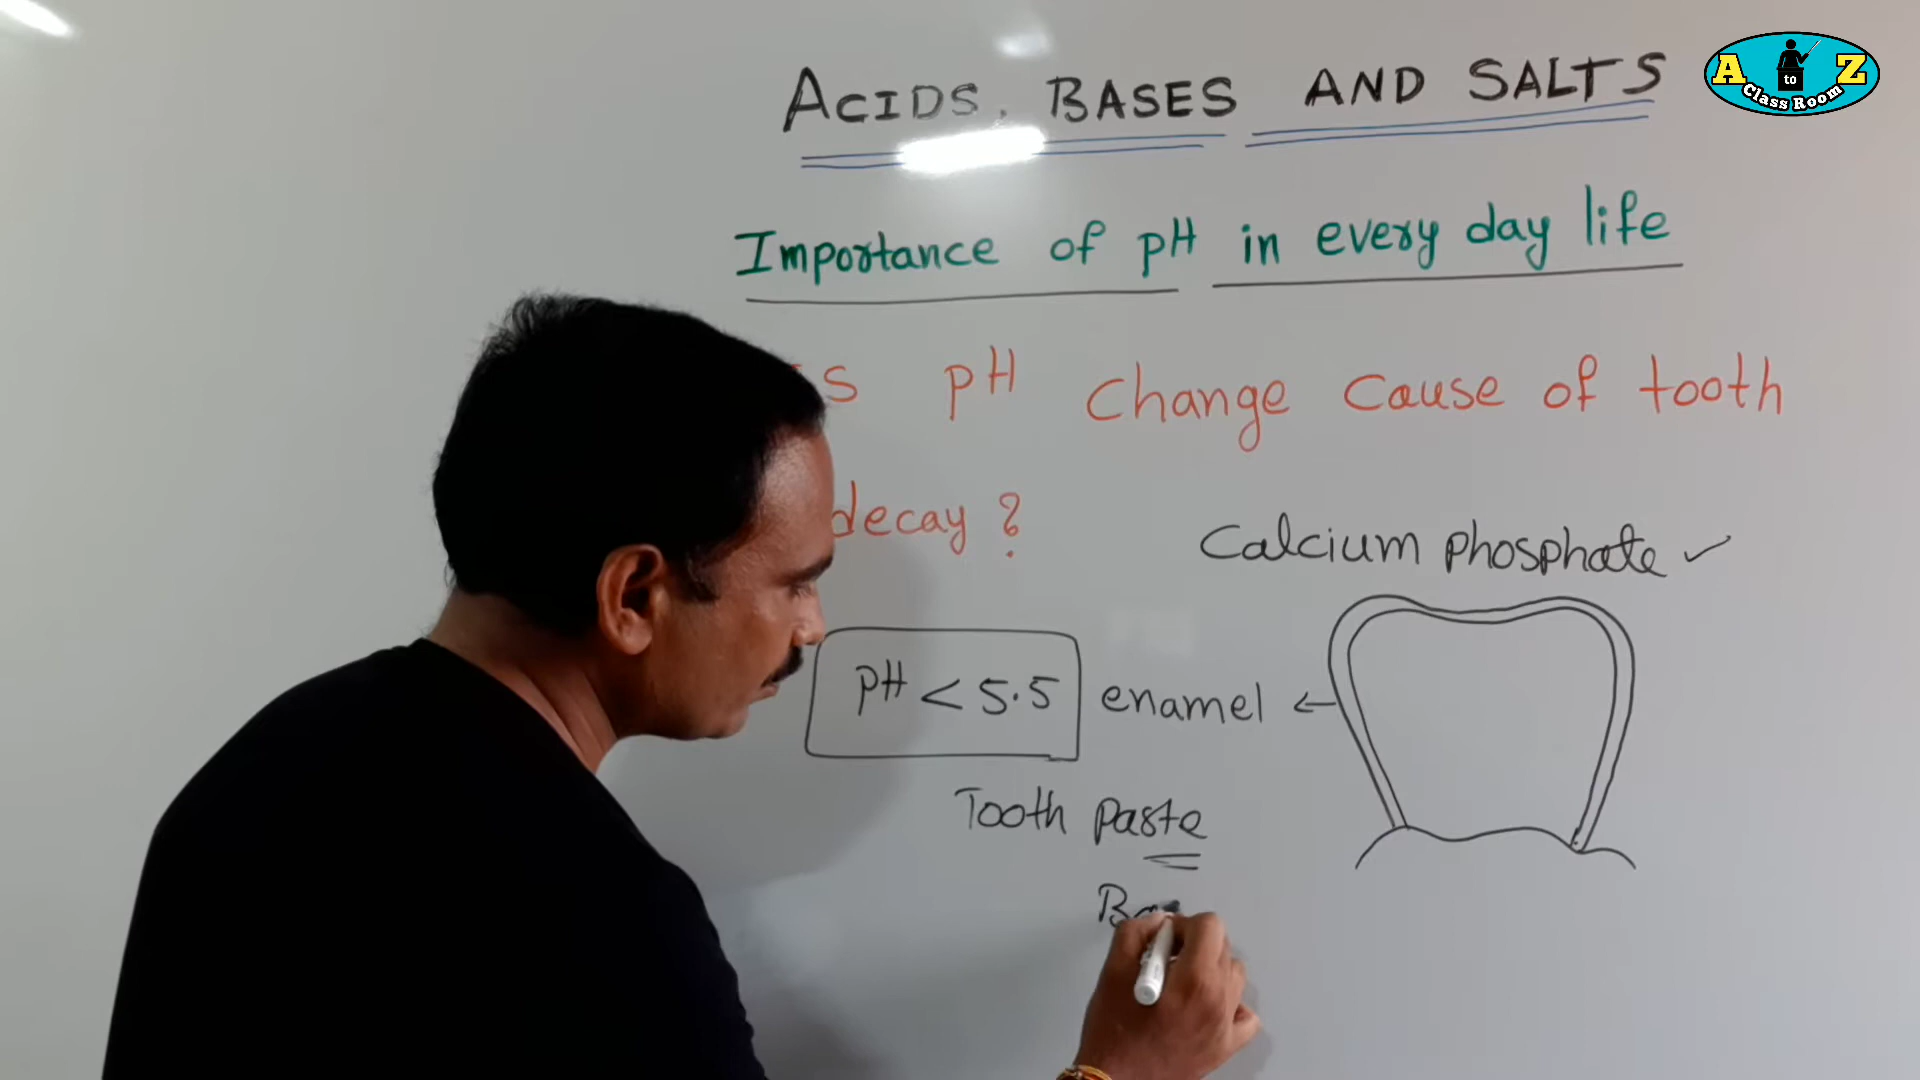 ACIDS, BASES AND SALTS
A to Z
Class Room
Importance of pH in every day life
pH change cause of tooth
decay ?
Calcium phosphate ✓
pH < 5.5 enamel ←
Tooth paste